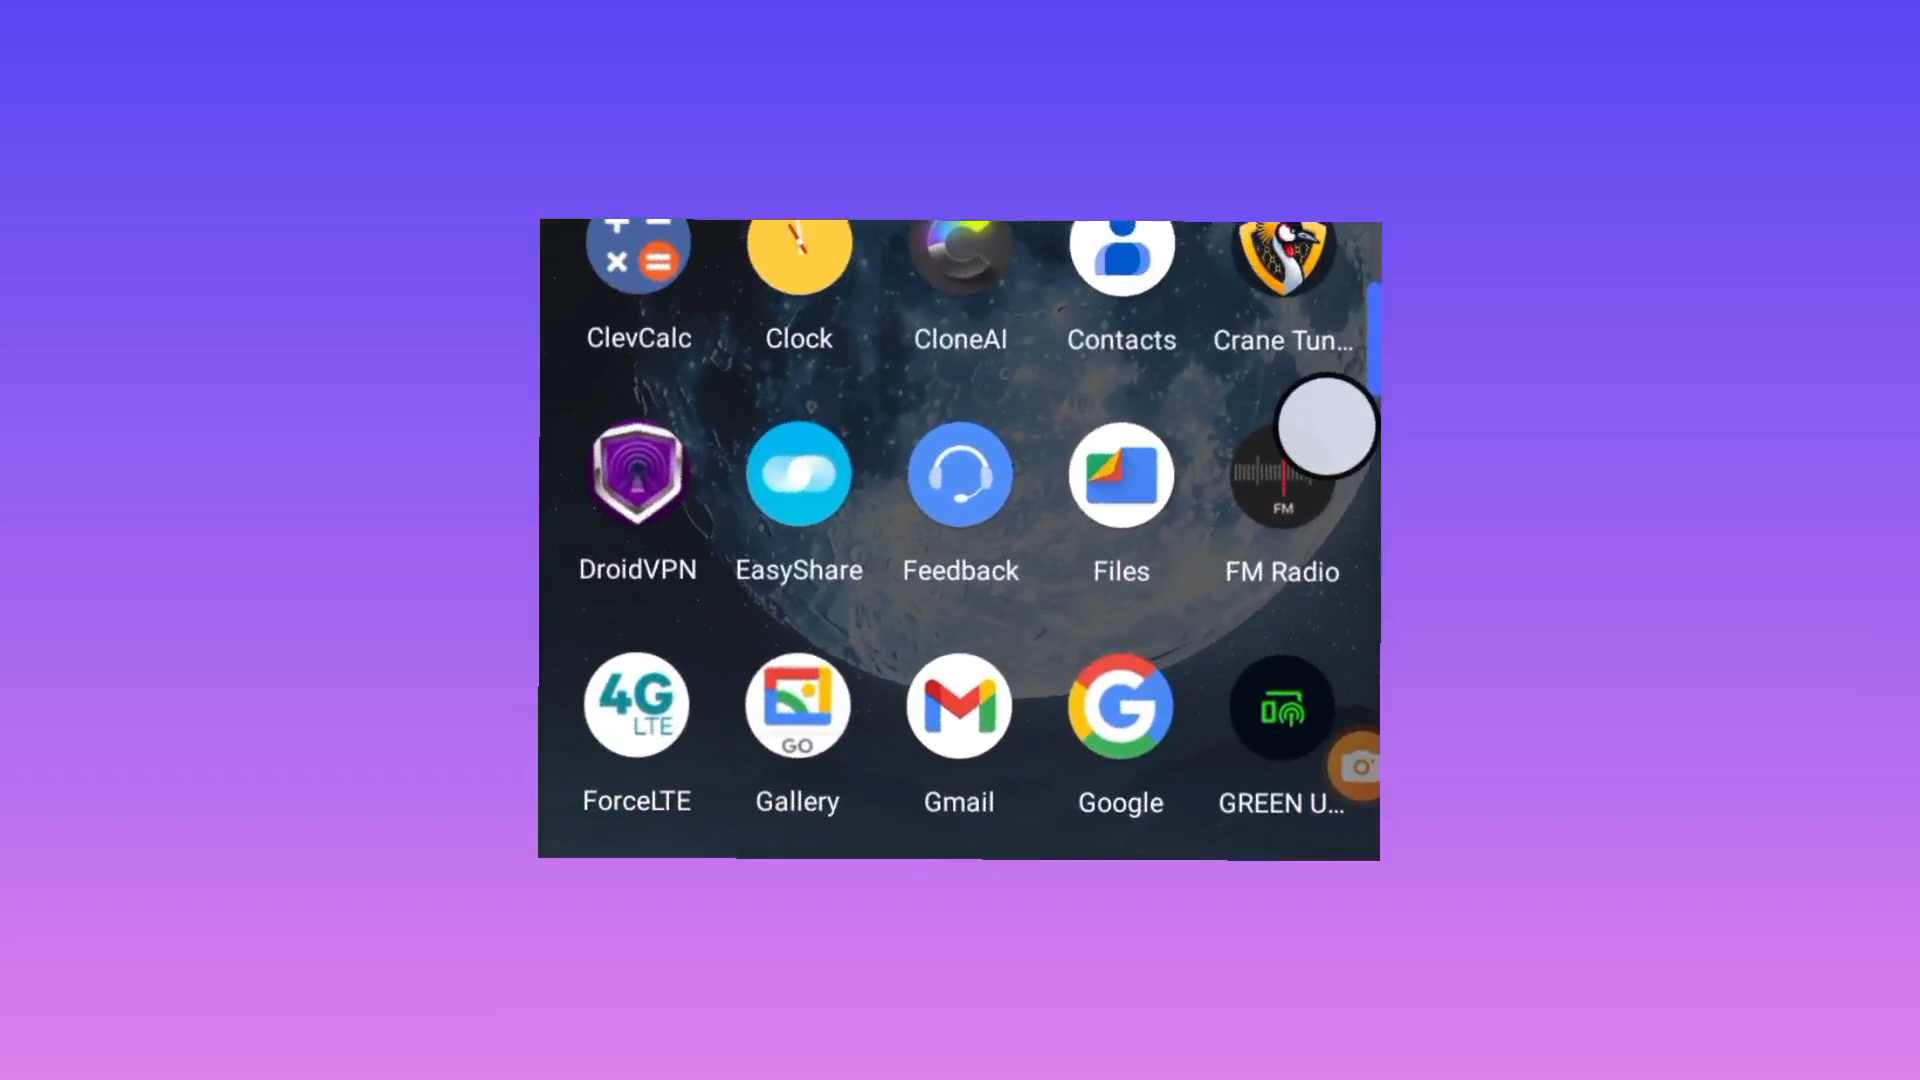 ClevCalc Clock CloneAI Contacts Crane Tun...
FM
DroidVPN EasyShare Feedback Files FM Radio
4G
LTE
GO
ForceLTE Gallery Gmail Google GREEN U...